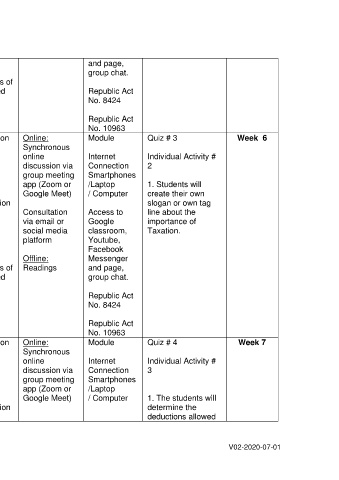 and page,
group chat.
Republic Act
No. 8424
Republic Act
No. 10963
s of
ed
on
ion
s of
ed
Online:
Synchronous
online
discussion via
group meeting
app (Zoom or
Google Meet)
Consultation
via email or
social media
platform
Offline:
Readings
Module
Internet
Connection
Smartphones
/Laptop
/ Computer
Access to
Google
classroom,
Youtube,
Facebook
Messenger
and page,
group chat.
Republic Act
No. 8424
Republic Act
No. 10963
Quiz # 3
Individual Activity #
2
1. Students will
create their own
slogan or own tag
line about the
importance of
Taxation.
Week 6
on
ion
Online:
Synchronous
online
discussion via
group meeting
app (Zoom or
Google Meet)
Module
Internet
Connection
Smartphones
/Laptop
/ Computer
Quiz # 4
Individual Activity #
3
1. The students will
determine the
deductions allowed
Week 7
V02-2020-07-01